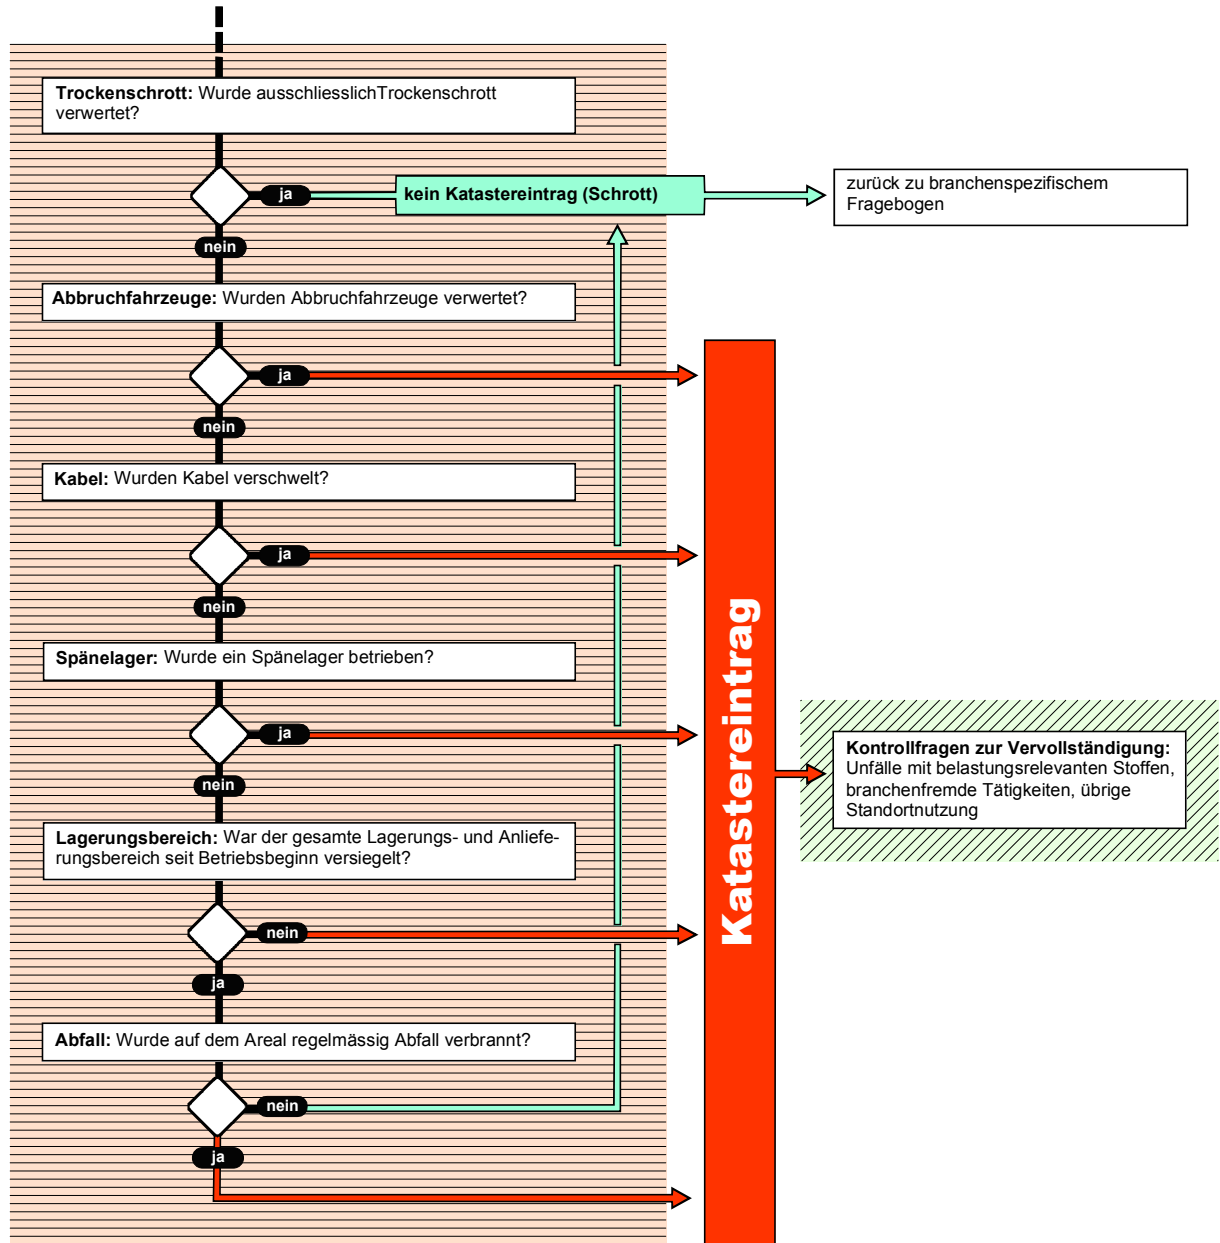 Trockenschrott: Wurde ausschliesslichTrockenschrott
verwertet?
ja
kein Katastereintrag (Schrott)
zurück zu branchenspezifischem
Fragebogen
nein
Abbruchfahrzeuge: Wurden Abbruchfahrzeuge verwertet?
ja
nein
Kabel: Wurden Kabel verschwelt?
ja
nein
Spänelager: Wurde ein Spänelager betrieben?
ja
nein
Lagerungsbereich: War der gesamte Lagerungs- und Anliefe-
rungsbereich seit Betriebsbeginn versiegelt?
nein
ja
Abfall: Wurde auf dem Areal regelmässig Abfall verbrannt?
nein
ja
Katastereintrag
Kontrollfragen zur Vervollständigung:
Unfälle mit belastungsrelevanten Stoffen,
branchenfremde Tätigkeiten, übrige
Standortnutzung